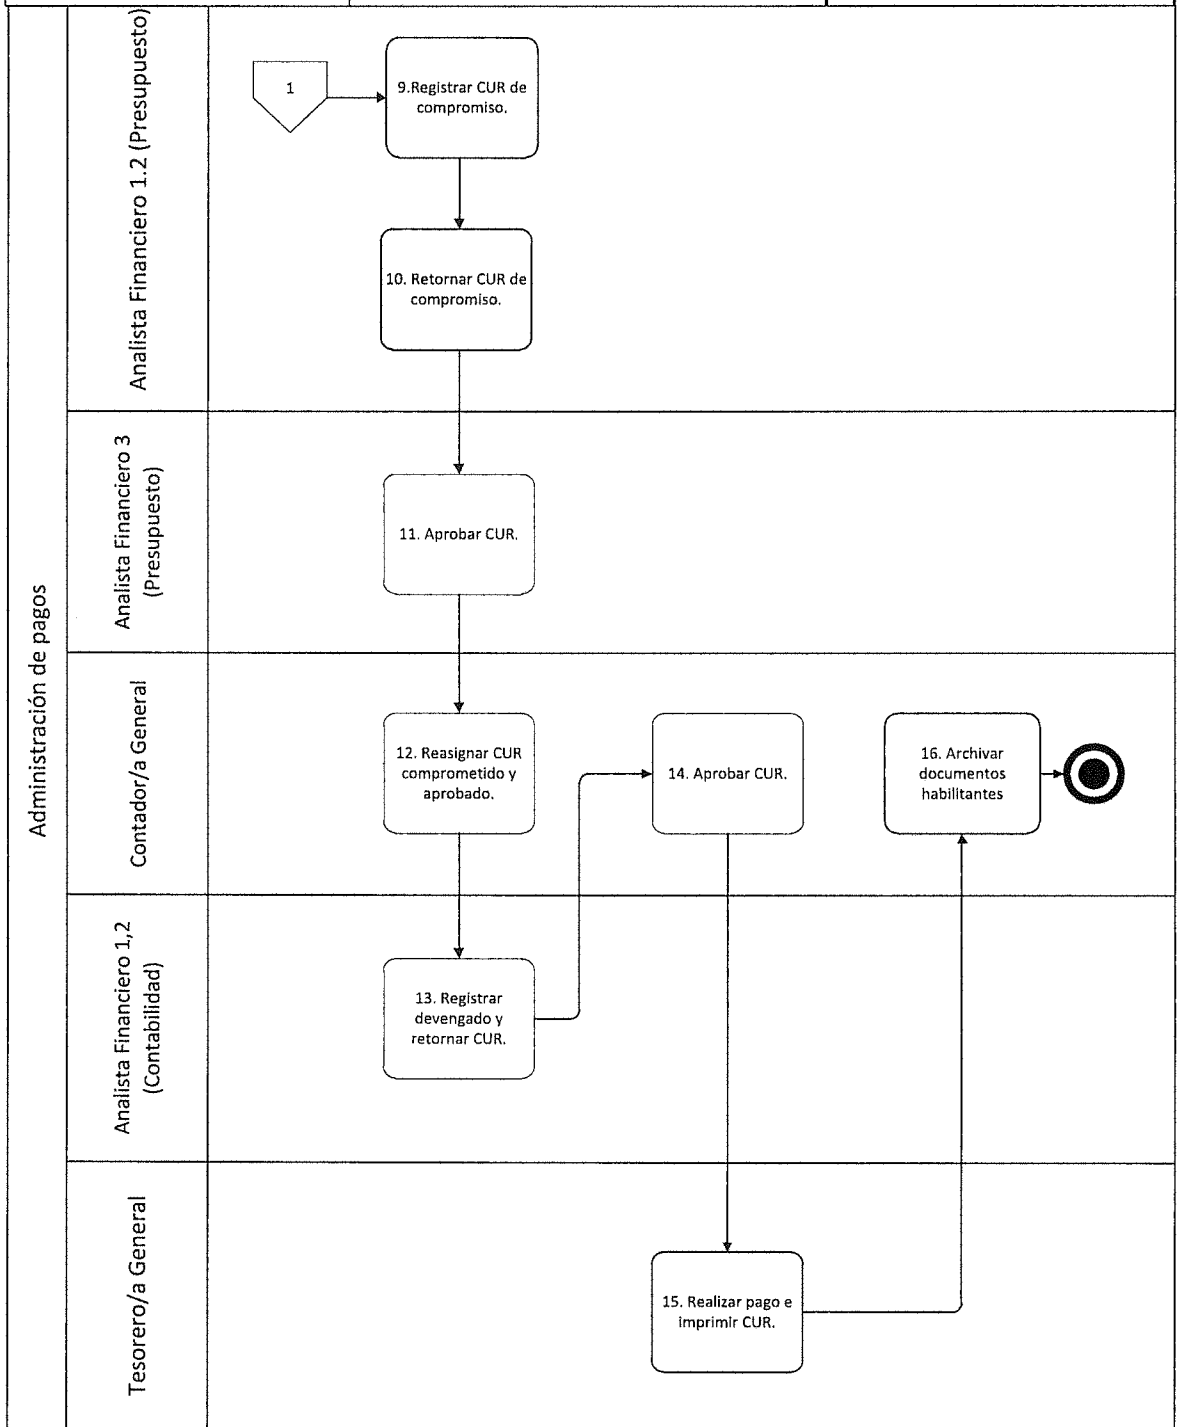 Administración de pagos
Analista Financiero 1.2 (Presupuesto)
1
9.Registrar CUR de
compromiso.
10. Retornar CUR de
compromiso.
Analista Financiero 3
(Presupuesto)
11. Aprobar CUR.
Contador/a General
12. Reasignar CUR
comprometido y
aprobado.
14. Aprobar CUR.
16. Archivar
documentos
habilitantes
Analista Financiero 1,2
(Contabilidad)
13. Registrar
devengado y
retornar CUR.
Tesorero/a General
15. Realizar pago e
imprimir CUR.